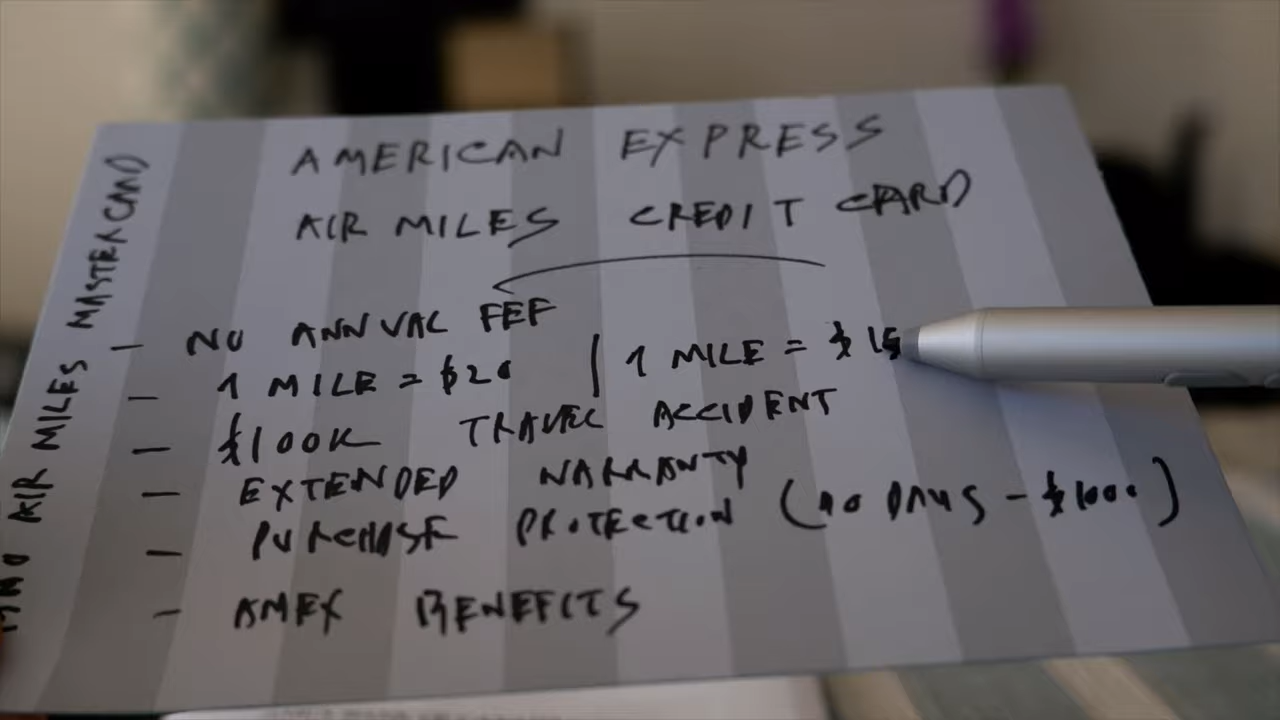 AMERICAN EXPRESS
AIR MILES CREDIT CARD
- NO ANNUAL FEE
- 1 MILE = $20 | 1 MILE = $15
- $100K TRAVEL ACCIDENT
- EXTENDED WARRANTY
- PURCHASE PROTECTION (90 DAYS - $1000)
- AMEX BENEFITS
BMO AIR MILES MASTERCARD